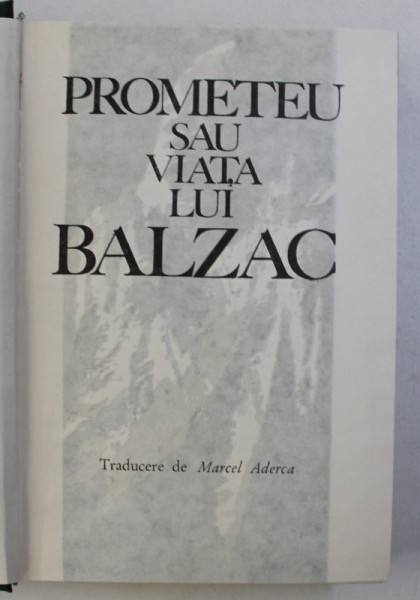 PROMETEU
SAU
VIAȚA
LUI
BALZAC
Traducere de Marcel Aderca